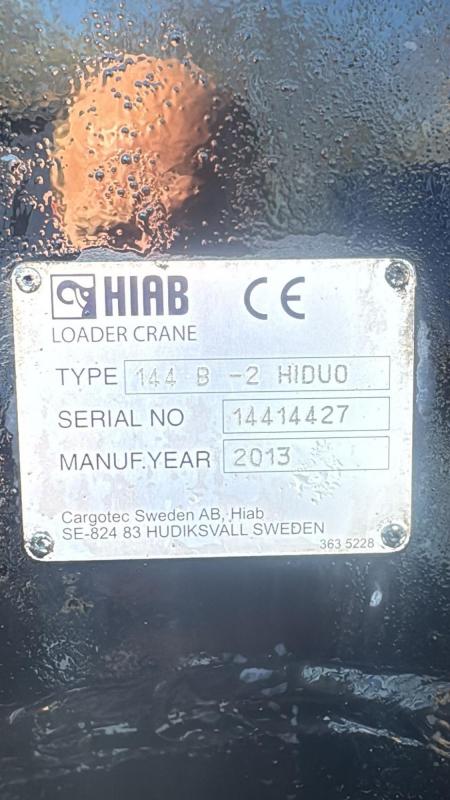 HIAB CE
LOADER CRANE
TYPE 144 B -2 HIDUO
SERIAL NO 14414427
MANUF.YEAR 2013
Cargotec Sweden AB, Hiab
SE-824 83 HUDIKSVALL SWEDEN
363 5228